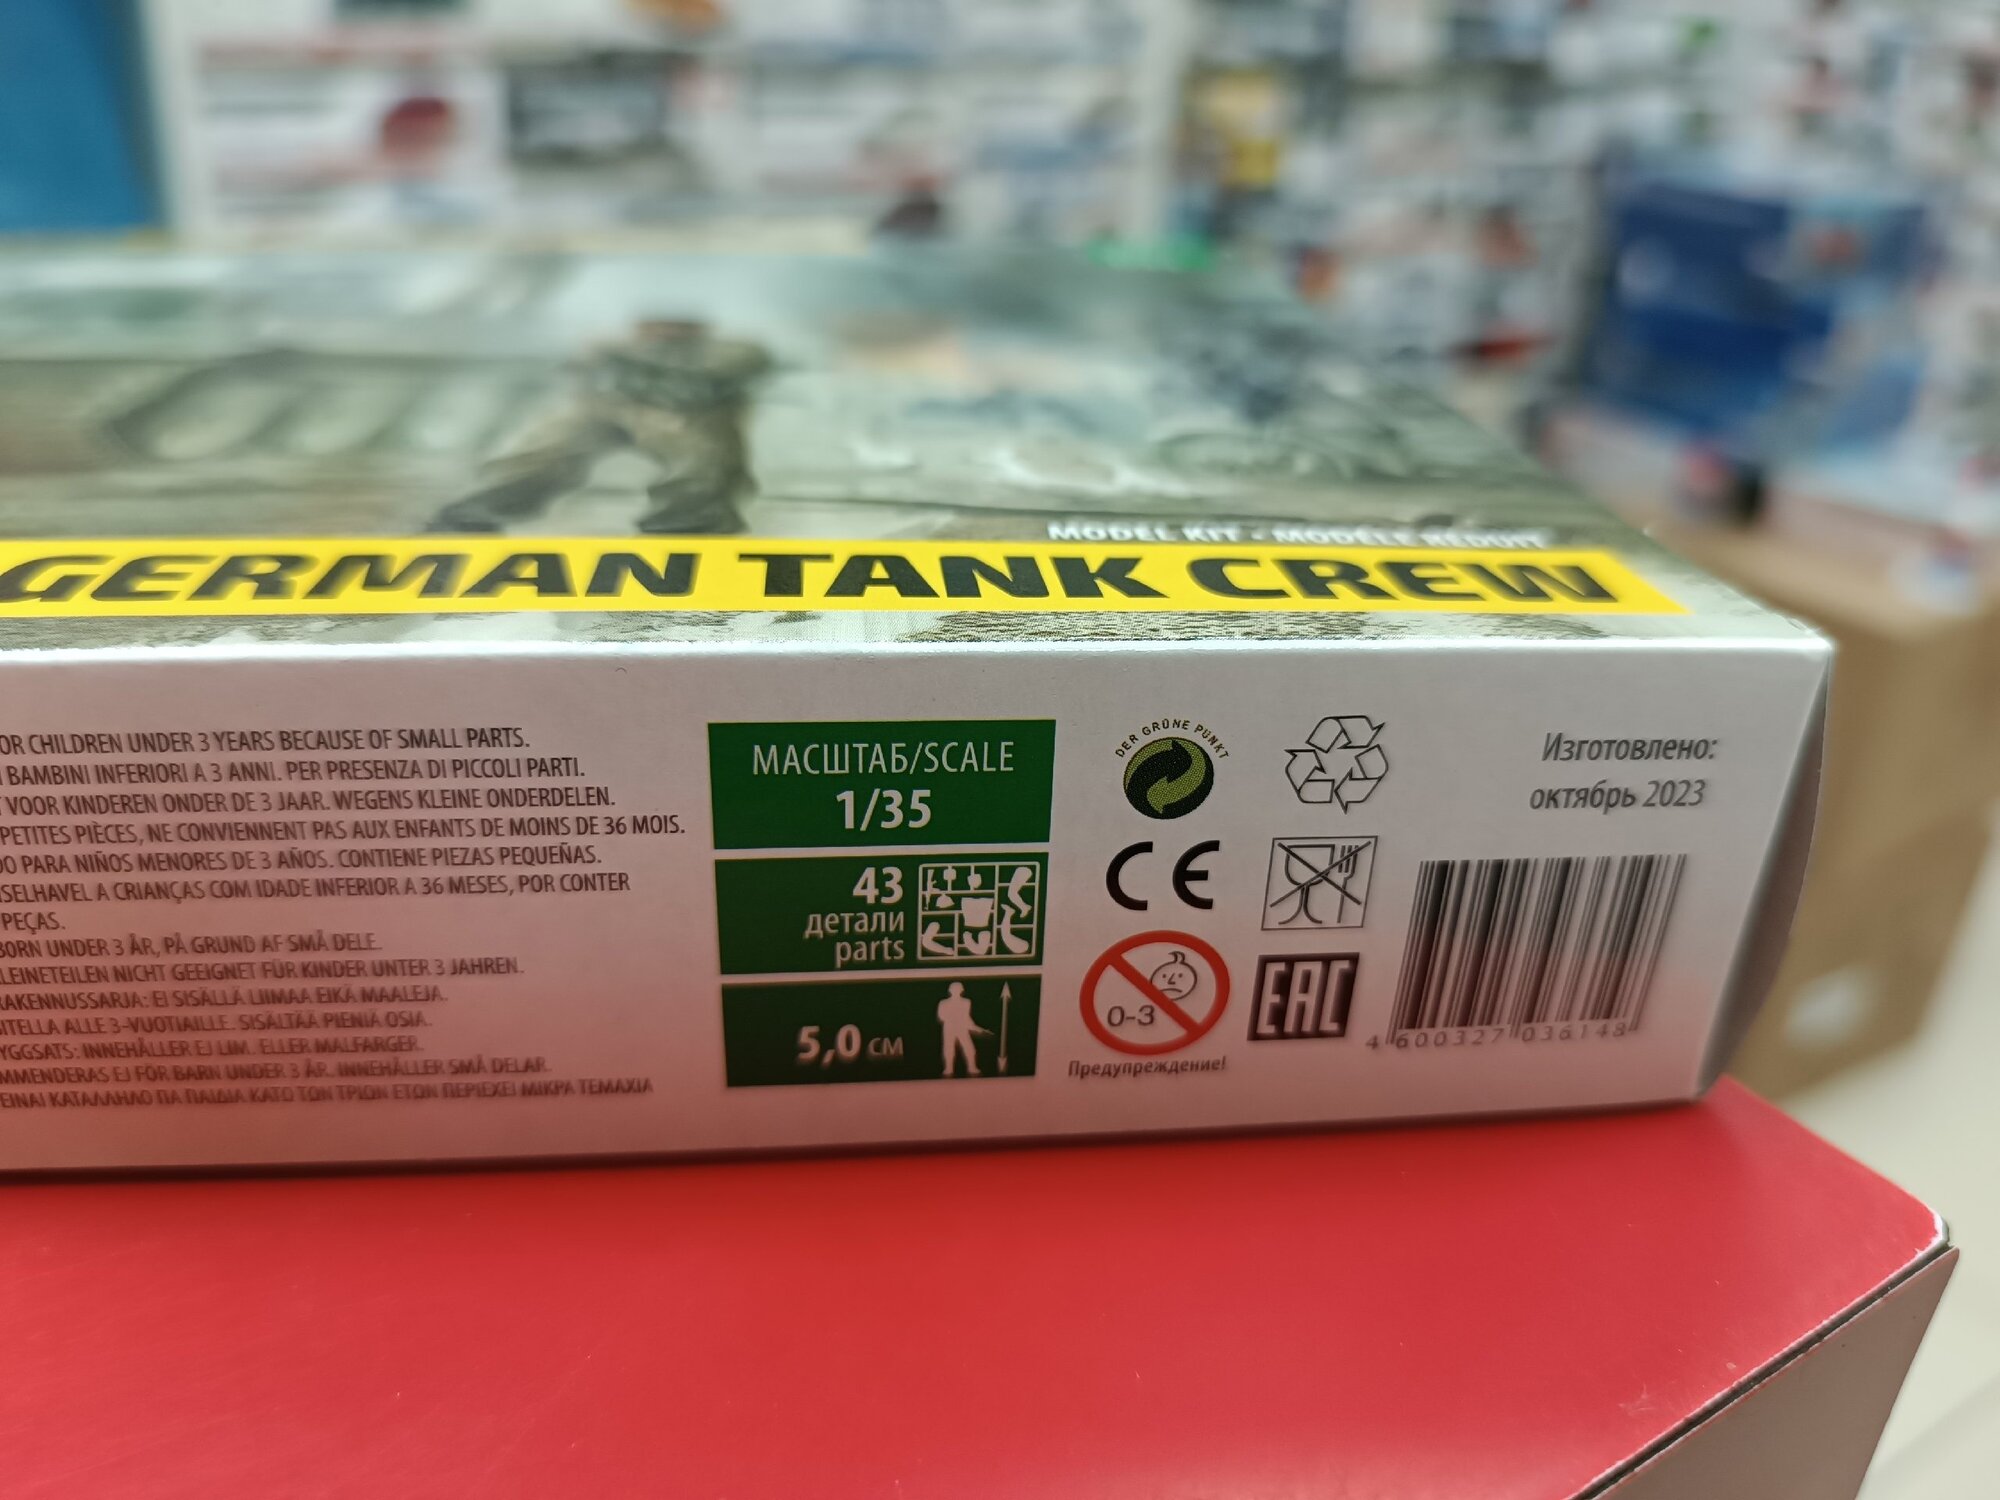 MODEL KIT - MODÈLE RÉDUIT
GERMAN TANK CREW
OR CHILDREN UNDER 3 YEARS BECAUSE OF SMALL PARTS.
I BAMBINI INFERIORI A 3 ANNI. PER PRESENZA DI PICCOLI PARTI.
VOOR KINDEREN ONDER DE 3 JAAR. WEGENS KLEINE ONDERDELEN.
PETITES PIÈCES, NE CONVIENNENT PAS AUX ENFANTS DE MOINS DE 36 MOIS.
DO PARA NIÑOS MENORES DE 3 AÑOS. CONTIENE PIEZAS PEQUEÑAS.
SELHAVEL A CRIANÇAS COM IDADE INFERIOR A 36 MESES, POR CONTER
PEÇAS.
BORN UNDER 3 ÅR, PÅ GRUND AF SMÅ DELE.
LEINETEILEN NICHT GEEIGNET FÜR KINDER UNTER 3 JAHREN.
RAKENNUSSARJA: EI SISÄLLÄ LIIMAA EIKÄ MAALEJA.
ITELLA ALLE 3-VUOTIAILLE. SISÄLTÄÄ PIENIÄ OSIA.
YGGSATS: INNEHÅLLER EJ LIM. ELLER MALFARGER.
MMENDERAS EJ FÖR BARN UNDER 3 ÅR. INNEHÅLLER SMÅ DELAR.
ΕΙΝΑΙ ΚΑΤΑΛΛΗΛΟ ΓΙΑ ΠΑΙΔΙΑ ΚΑΤΩ ΤΩΝ ΤΡΙΩΝ ΕΤΩΝ ΠΕΡΙΕΧΕΙ ΜΙΚΡΑ ΤΕΜΑΧΙΑ
МАСШТАБ/SCALE
1/35
43
детали
parts
5,0 см
DER GRÜNE PUNKT
CE
0-3
Предупреждение!
EAC
Изготовлено:
октябрь 2023
4 600327 036148